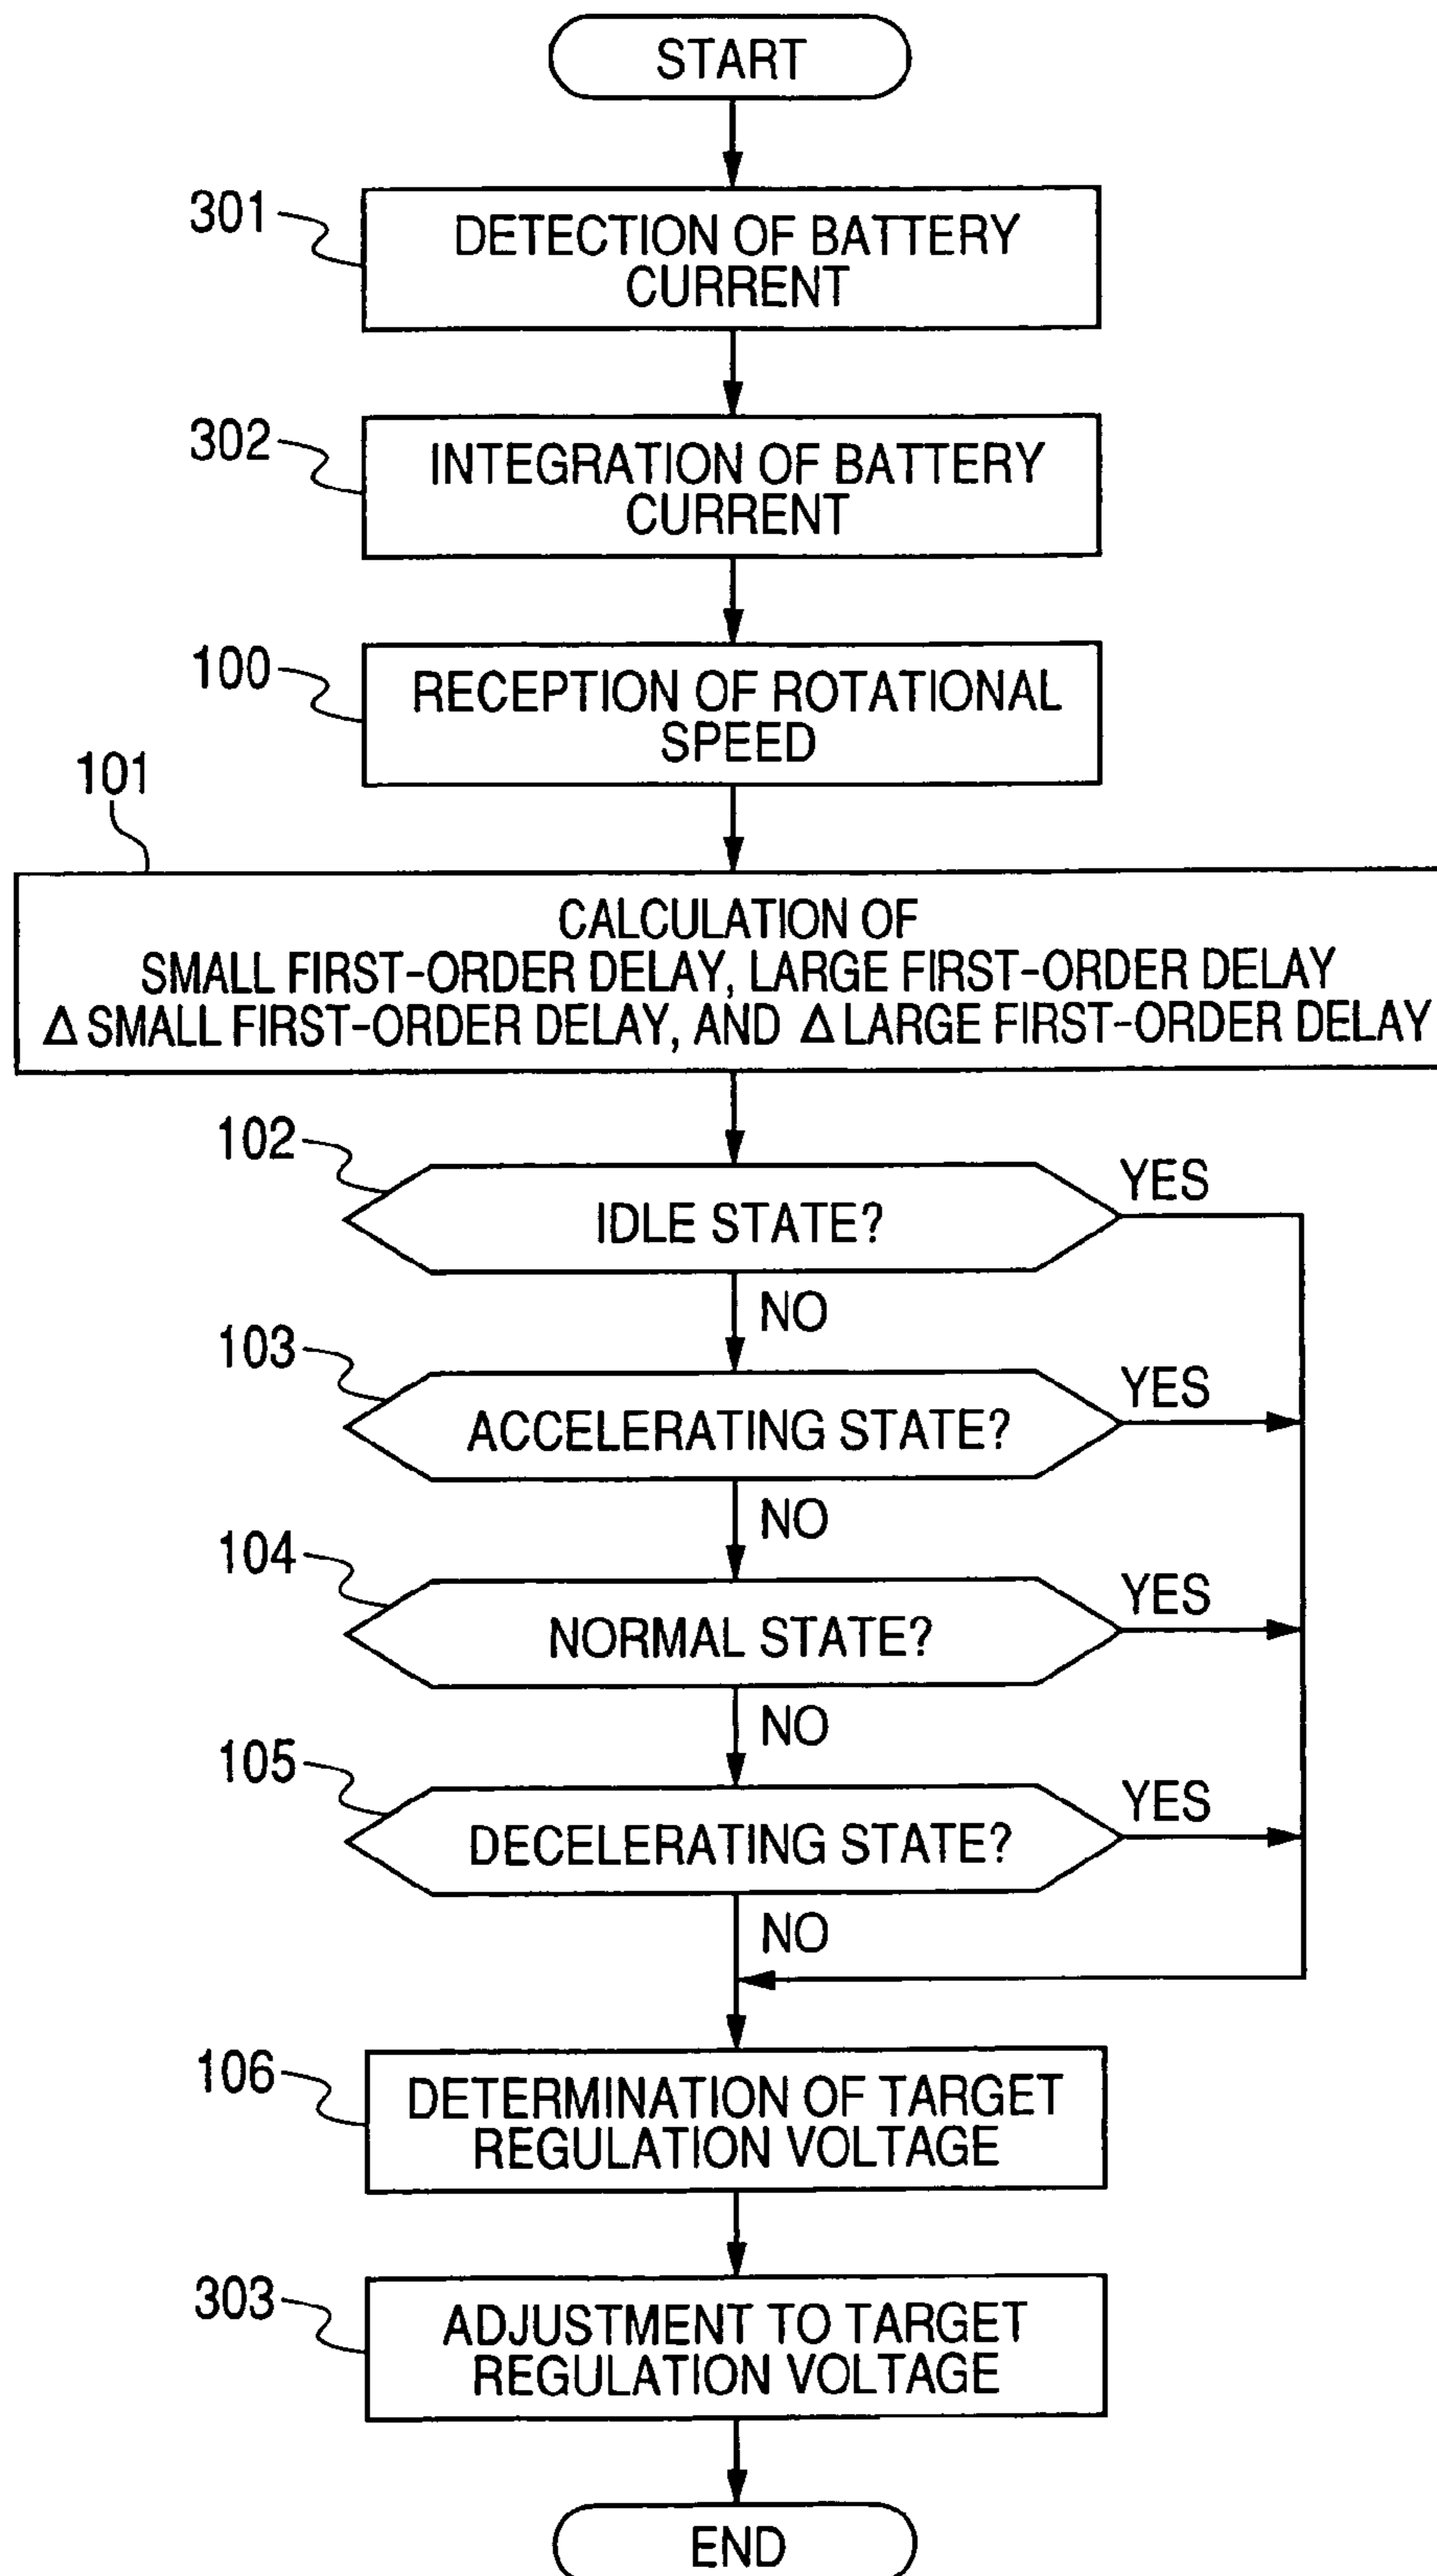 START
301
DETECTION OF BATTERY
CURRENT
302
INTEGRATION OF BATTERY
CURRENT
100
RECEPTION OF ROTATIONAL
SPEED
101
CALCULATION OF
SMALL FIRST-ORDER DELAY, LARGE FIRST-ORDER DELAY
Δ SMALL FIRST-ORDER DELAY, AND Δ LARGE FIRST-ORDER DELAY
102
IDLE STATE?
YES
NO
103
ACCELERATING STATE?
YES
NO
104
NORMAL STATE?
YES
NO
105
DECELERATING STATE?
YES
NO
106
DETERMINATION OF TARGET
REGULATION VOLTAGE
303
ADJUSTMENT TO TARGET
REGULATION VOLTAGE
END